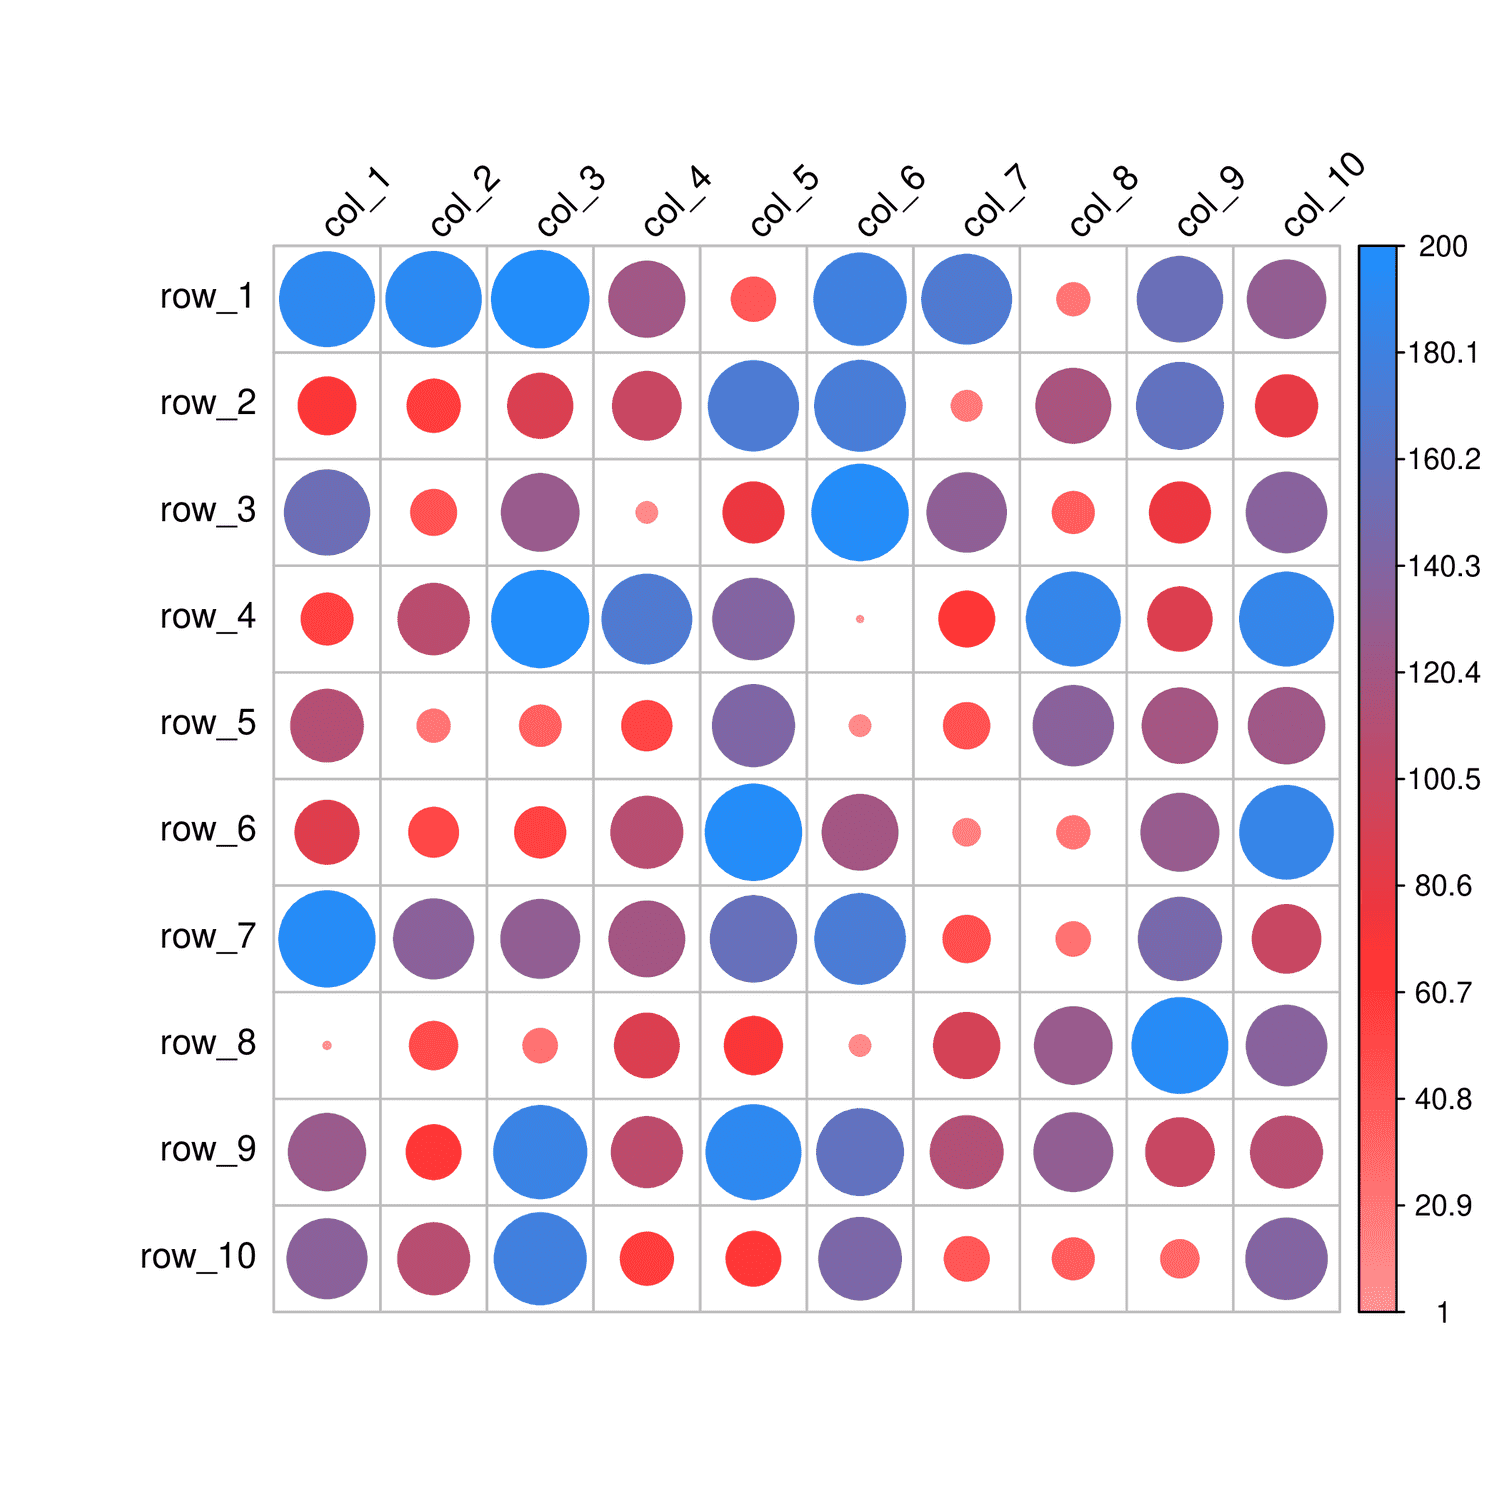 col_1
col_2
col_3
col_4
col_5
col_6
col_7
col_8
col_9
col_10
row_1
row_2
row_3
row_4
row_5
row_6
row_7
row_8
row_9
row_10
200
180.1
160.2
140.3
120.4
100.5
80.6
60.7
40.8
20.9
1